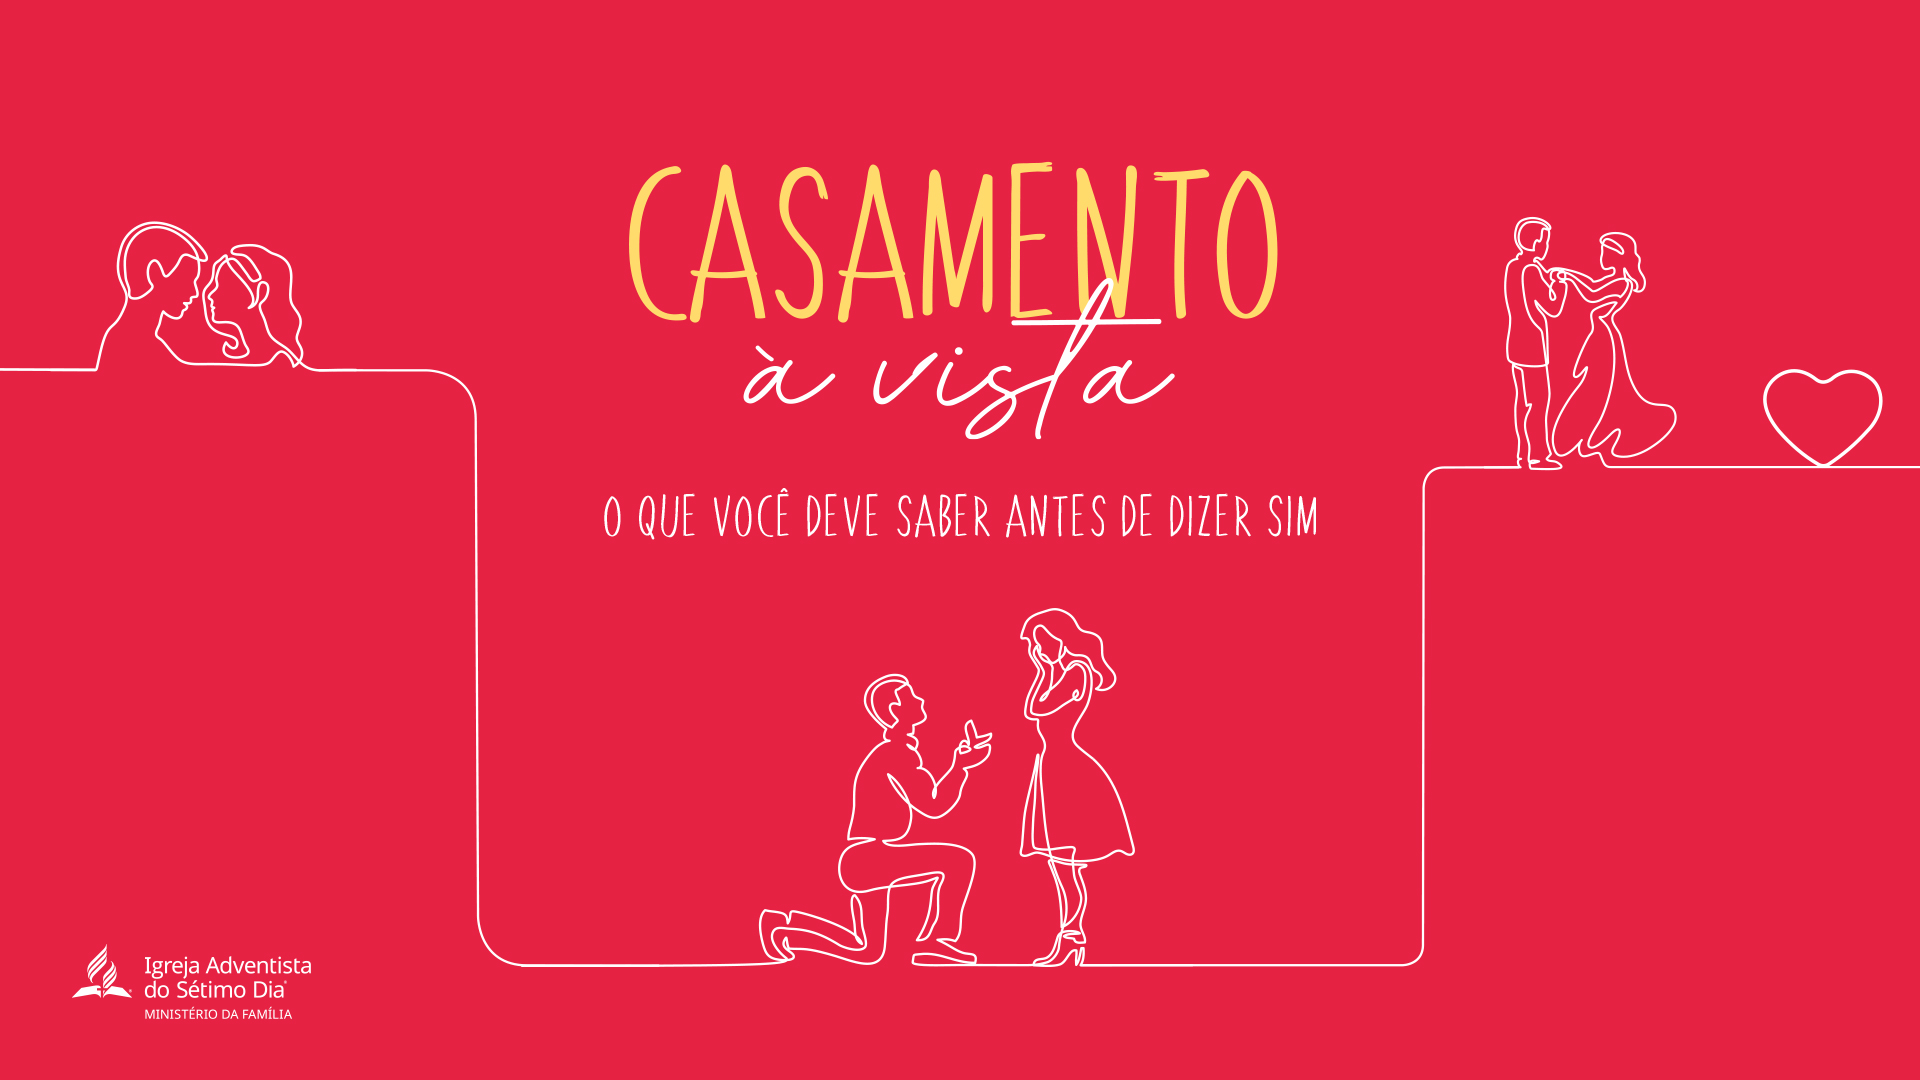 CASAMENTO
à vista
O QUE VOCÊ DEVE SABER ANTES DE DIZER SIM
Igreja Adventista
do Sétimo Dia
MINISTÉRIO DA FAMÍLIA